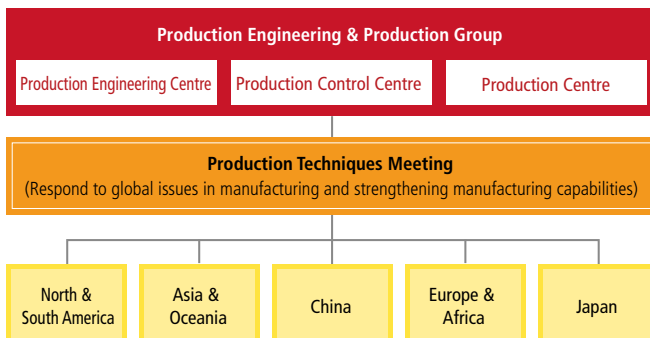 Production Engineering & Production Group
Production Engineering Centre
Production Control Centre
Production Centre
Production Techniques Meeting
(Respond to global issues in manufacturing and strengthening manufacturing capabilities)
North &
South America
Asia &
Oceania
China
Europe &
Africa
Japan